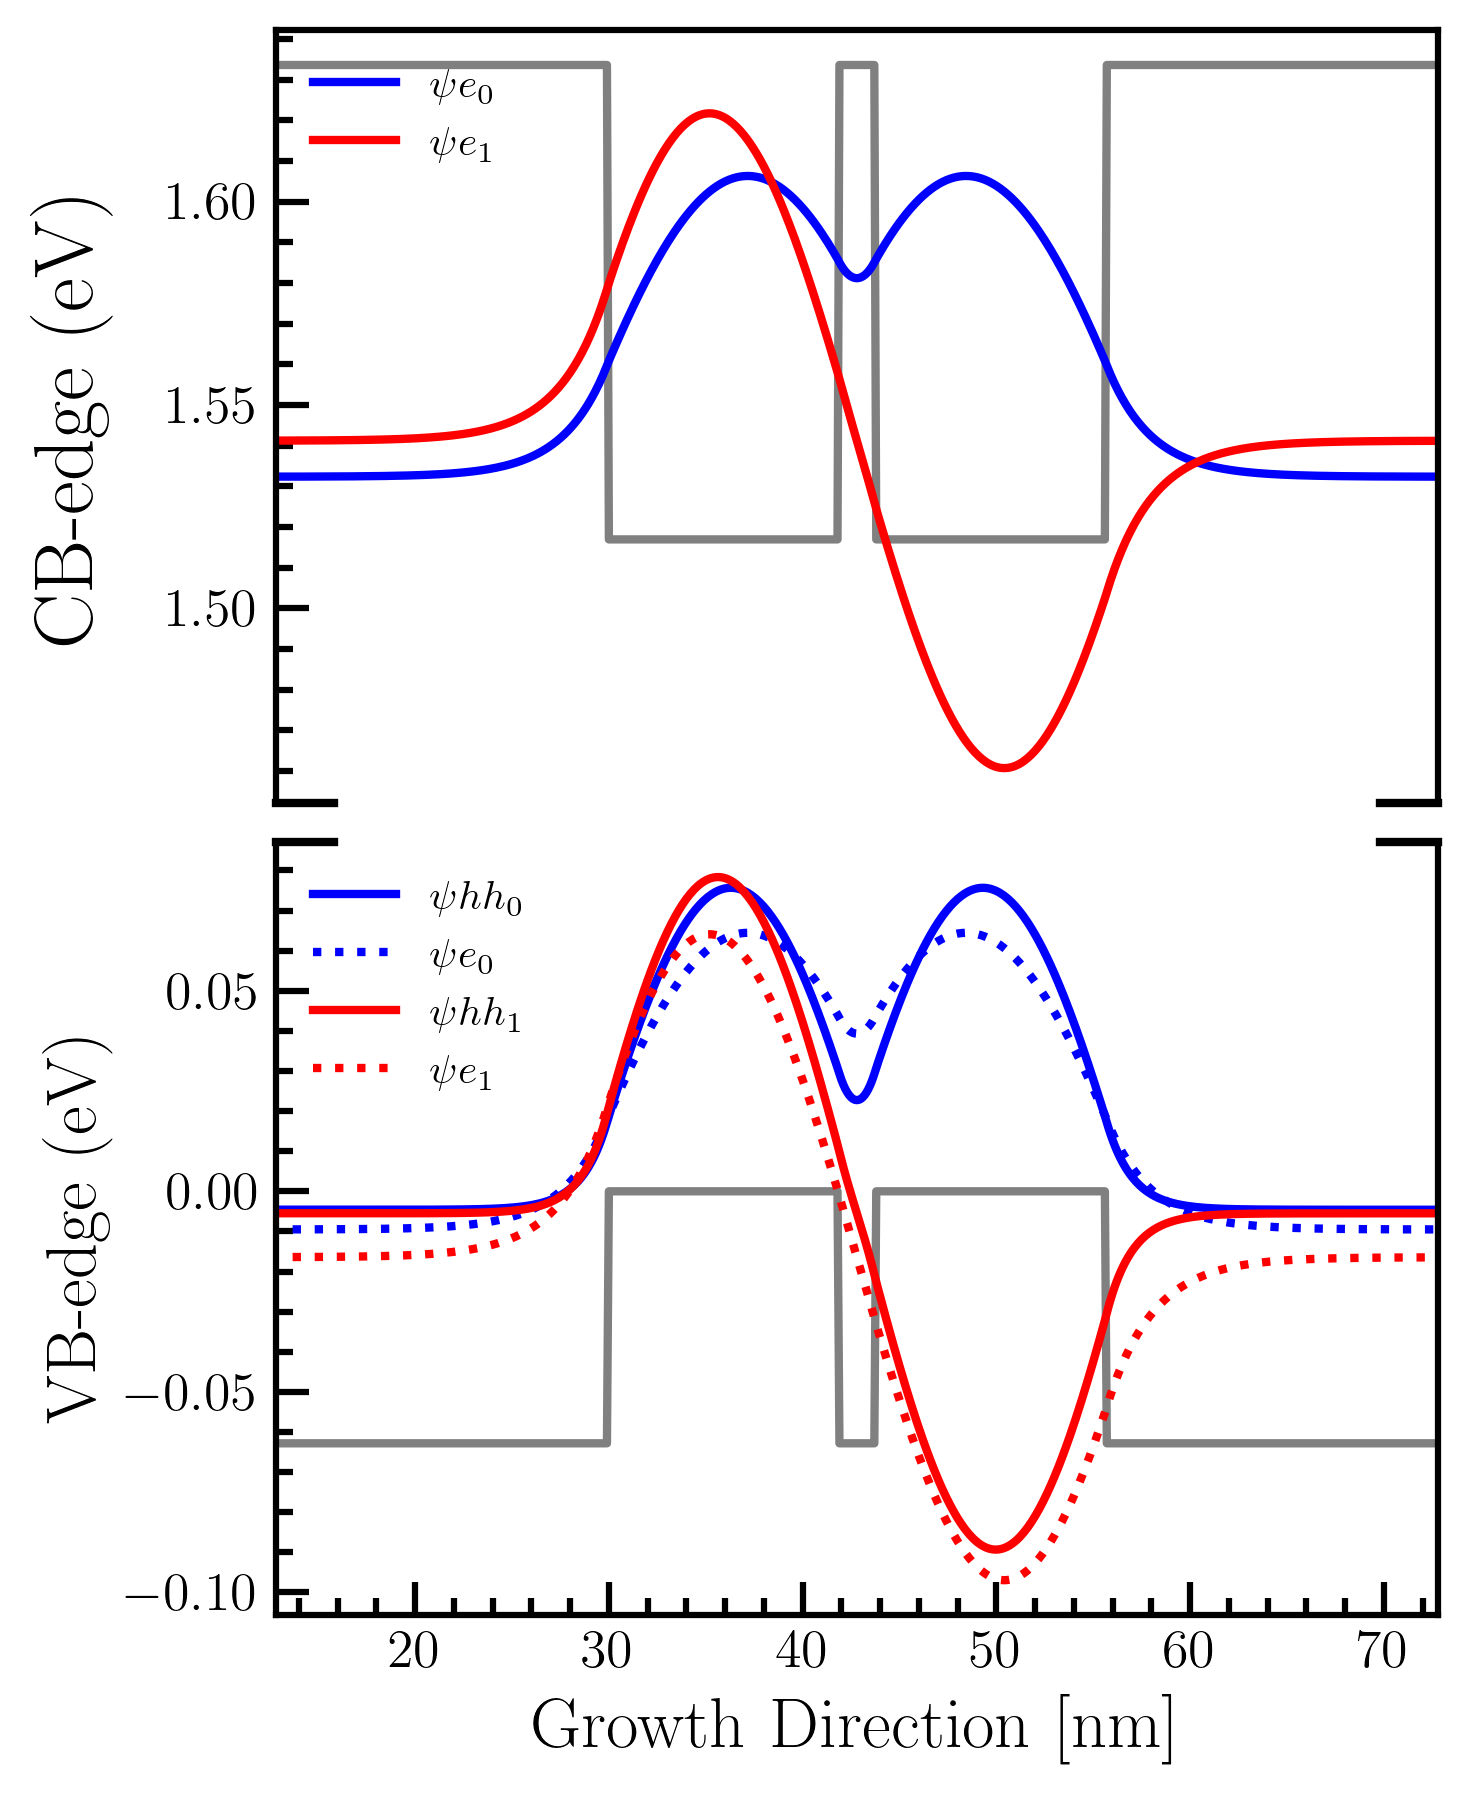 CB-edge (eV)
1.60
1.55
1.50
ψe₀
ψe₁
VB-edge (eV)
0.05
0.00
−0.05
−0.10
ψhh₀
ψe₀
ψhh₁
ψe₁
20 30 40 50 60 70
Growth Direction [nm]